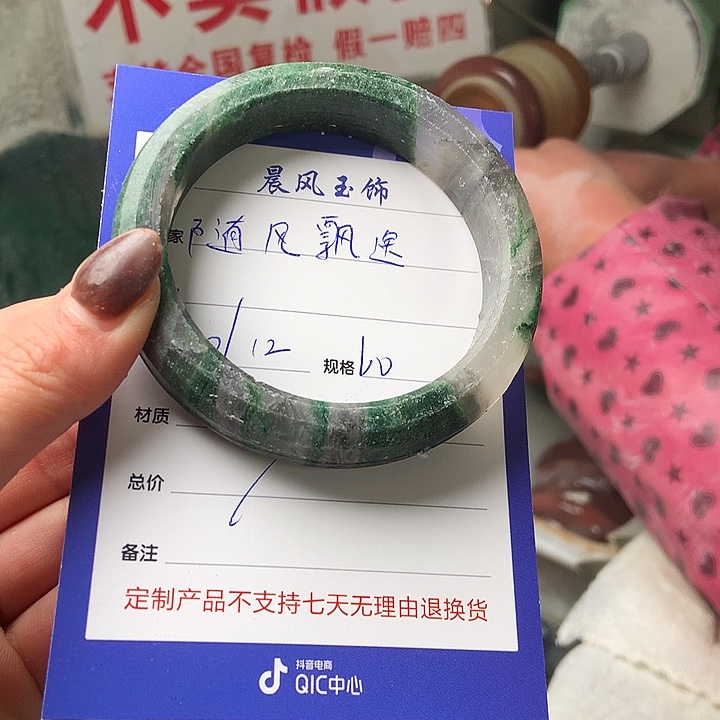 全国复检 假一赔四
晨风玉饰
家 随风飘逸
12 规格 60
材质
总价
备注
定制产品不支持七天无理由退换货
抖音电商
QIC中心